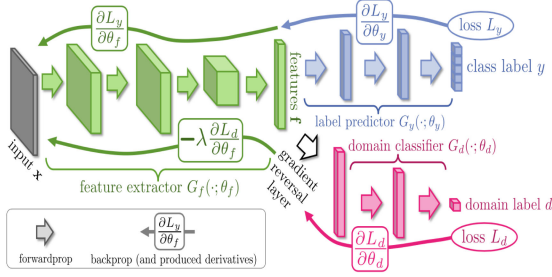 ∂L_y/∂θ_f
∂L_y/∂θ_y
loss L_y
features f
class label y
label predictor G_y(·;θ_y)
−λ ∂L_d/∂θ_f
input x
feature extractor G_f(·;θ_f)
gradient
reversal
layer
domain classifier G_d(·;θ_d)
domain label d
∂L_d/∂θ_d
loss L_d
∂L_y/∂θ_f
forwardprop
backprop (and produced derivatives)